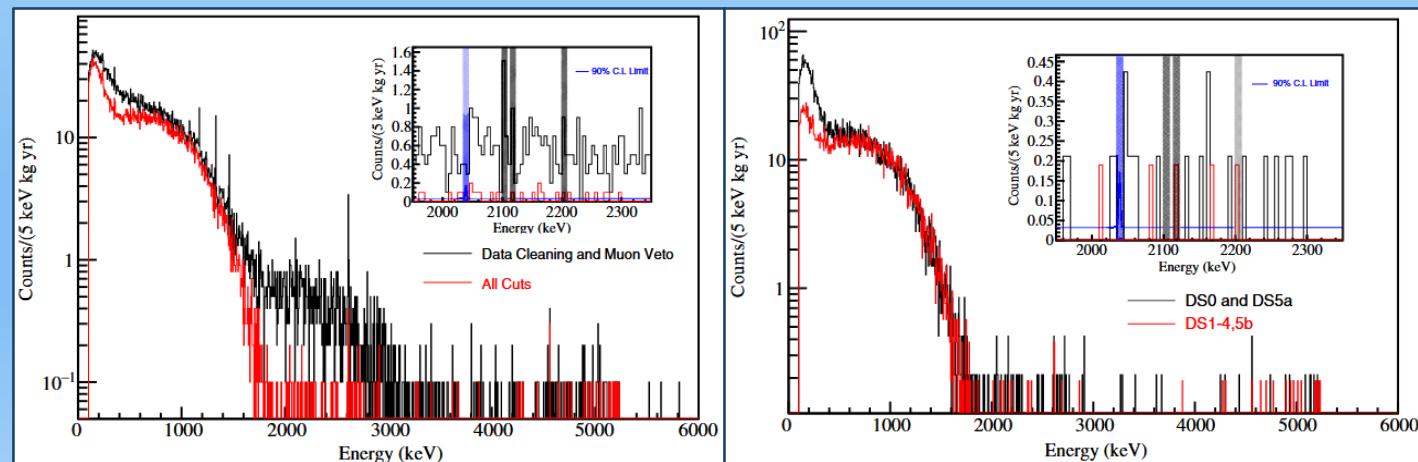 10
1
10⁻¹
Counts/(5 keV kg yr)
0 1000 2000 3000 4000 5000 6000
Energy (keV)
Data Cleaning and Muon Veto
All Cuts
1.6
1.4
1.2
1
0.8
0.6
0.4
0.2
0
Counts/(5 keV kg yr)
90% C.L Limit
2000 2100 2200 2300
Energy (keV)
10²
10
1
Counts/(5 keV kg yr)
0 1000 2000 3000 4000 5000 6000
Energy (keV)
DS0 and DS5a
DS1-4,5b
0.45
0.4
0.35
0.3
0.25
0.2
0.15
0.1
0.05
0
Counts/(5 keV kg yr)
90% C.L Limit
2000 2100 2200 2300
Energy (keV)